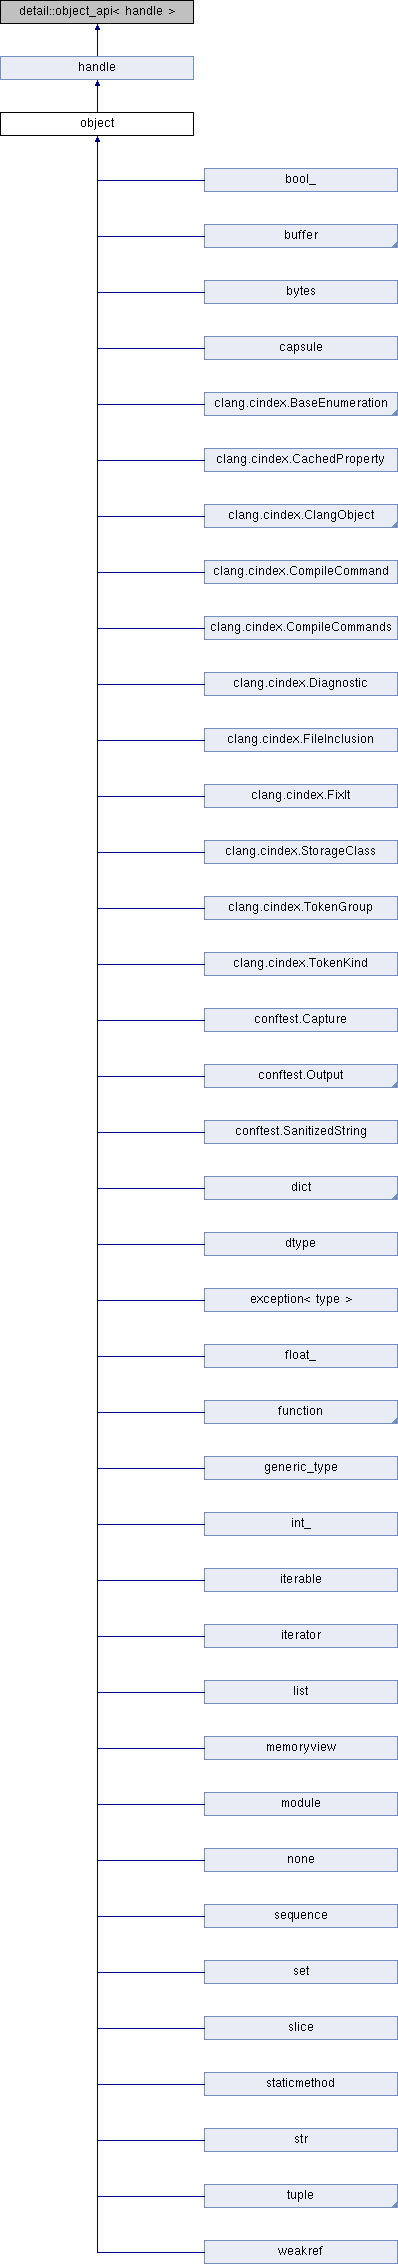 detail::object_api< handle >
handle
object
bool_
buffer
bytes
capsule
clang.cindex.BaseEnumeration
clang.cindex.CachedProperty
clang.cindex.ClangObject
clang.cindex.CompileCommand
clang.cindex.CompileCommands
clang.cindex.Diagnostic
clang.cindex.FileInclusion
clang.cindex.FixIt
clang.cindex.StorageClass
clang.cindex.TokenGroup
clang.cindex.TokenKind
conftest.Capture
conftest.Output
conftest.SanitizedString
dict
dtype
exception< type >
float_
function
generic_type
int_
iterable
iterator
list
memoryview
module
none
sequence
set
slice
staticmethod
str
tuple
weakref